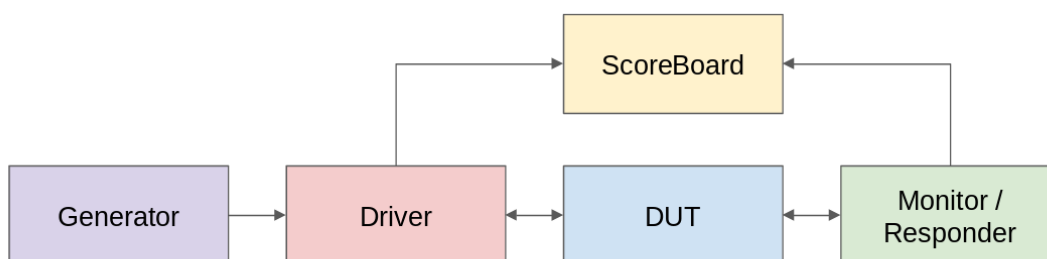 ScoreBoard
Generator
Driver
DUT
Monitor /
Responder